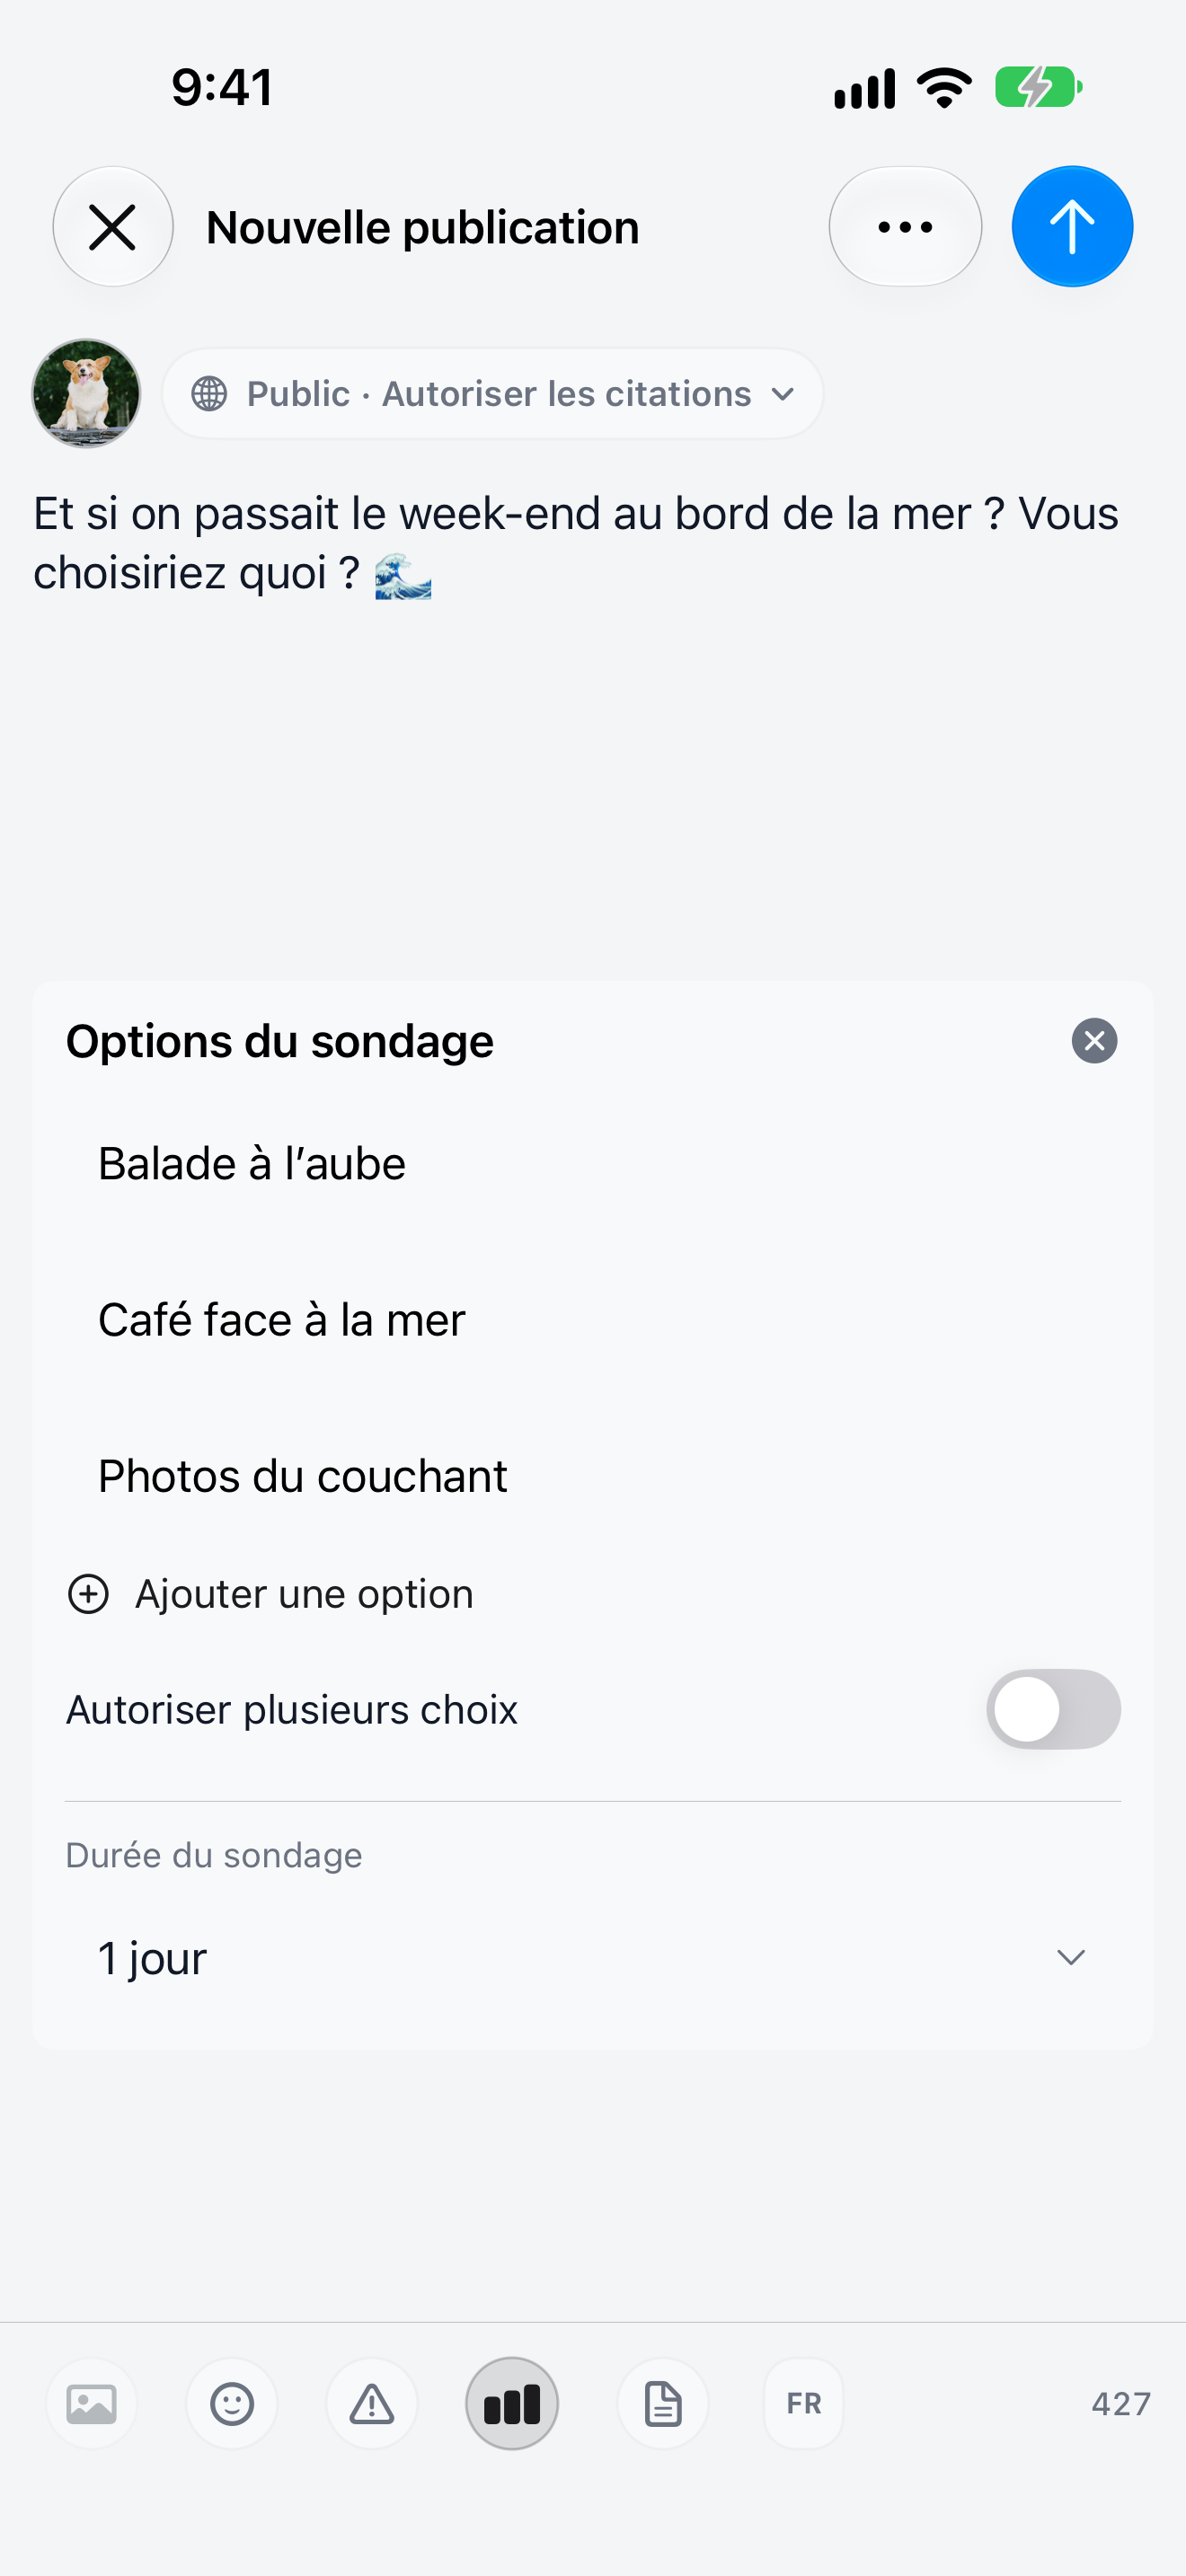 9:41
Nouvelle publication
Public · Autoriser les citations
Et si on passait le week-end au bord de la mer ? Vous
choisiriez quoi ? 🌊
Options du sondage
Balade à l’aube
Café face à la mer
Photos du couchant
Ajouter une option
Autoriser plusieurs choix
Durée du sondage
1 jour
FR
427